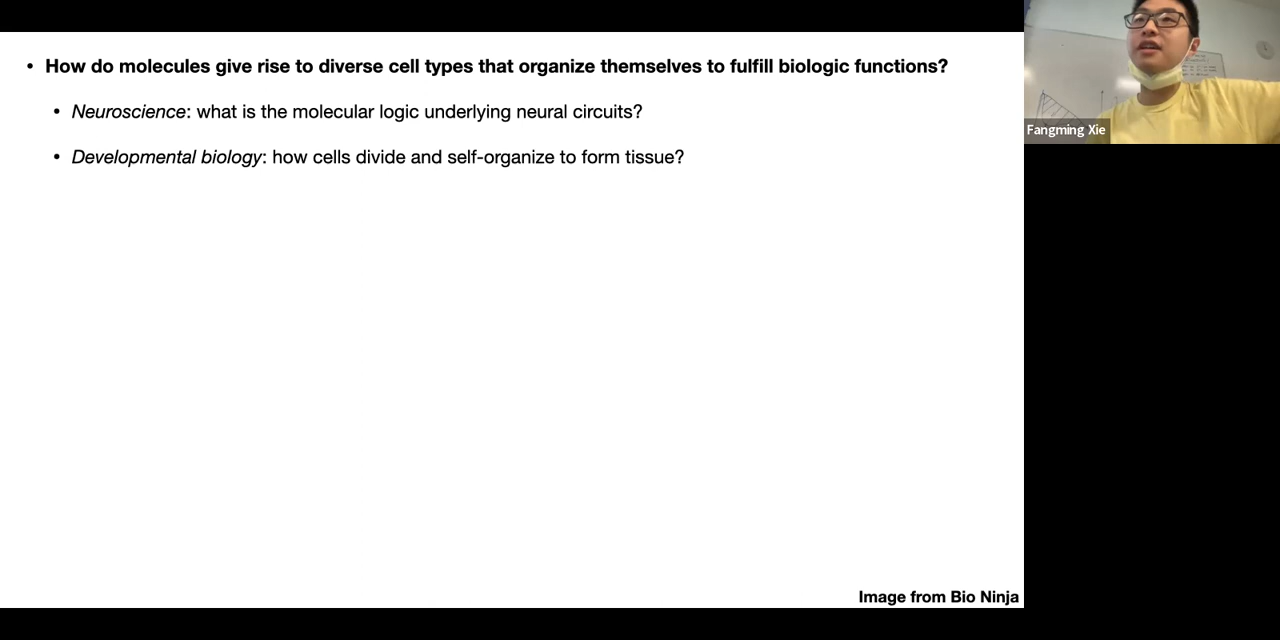 • How do molecules give rise to diverse cell types that organize themselves to fulfill biologic functions?
• Neuroscience: what is the molecular logic underlying neural circuits?
• Developmental biology: how cells divide and self-organize to form tissue?
Image from Bio Ninja
Fangming Xie